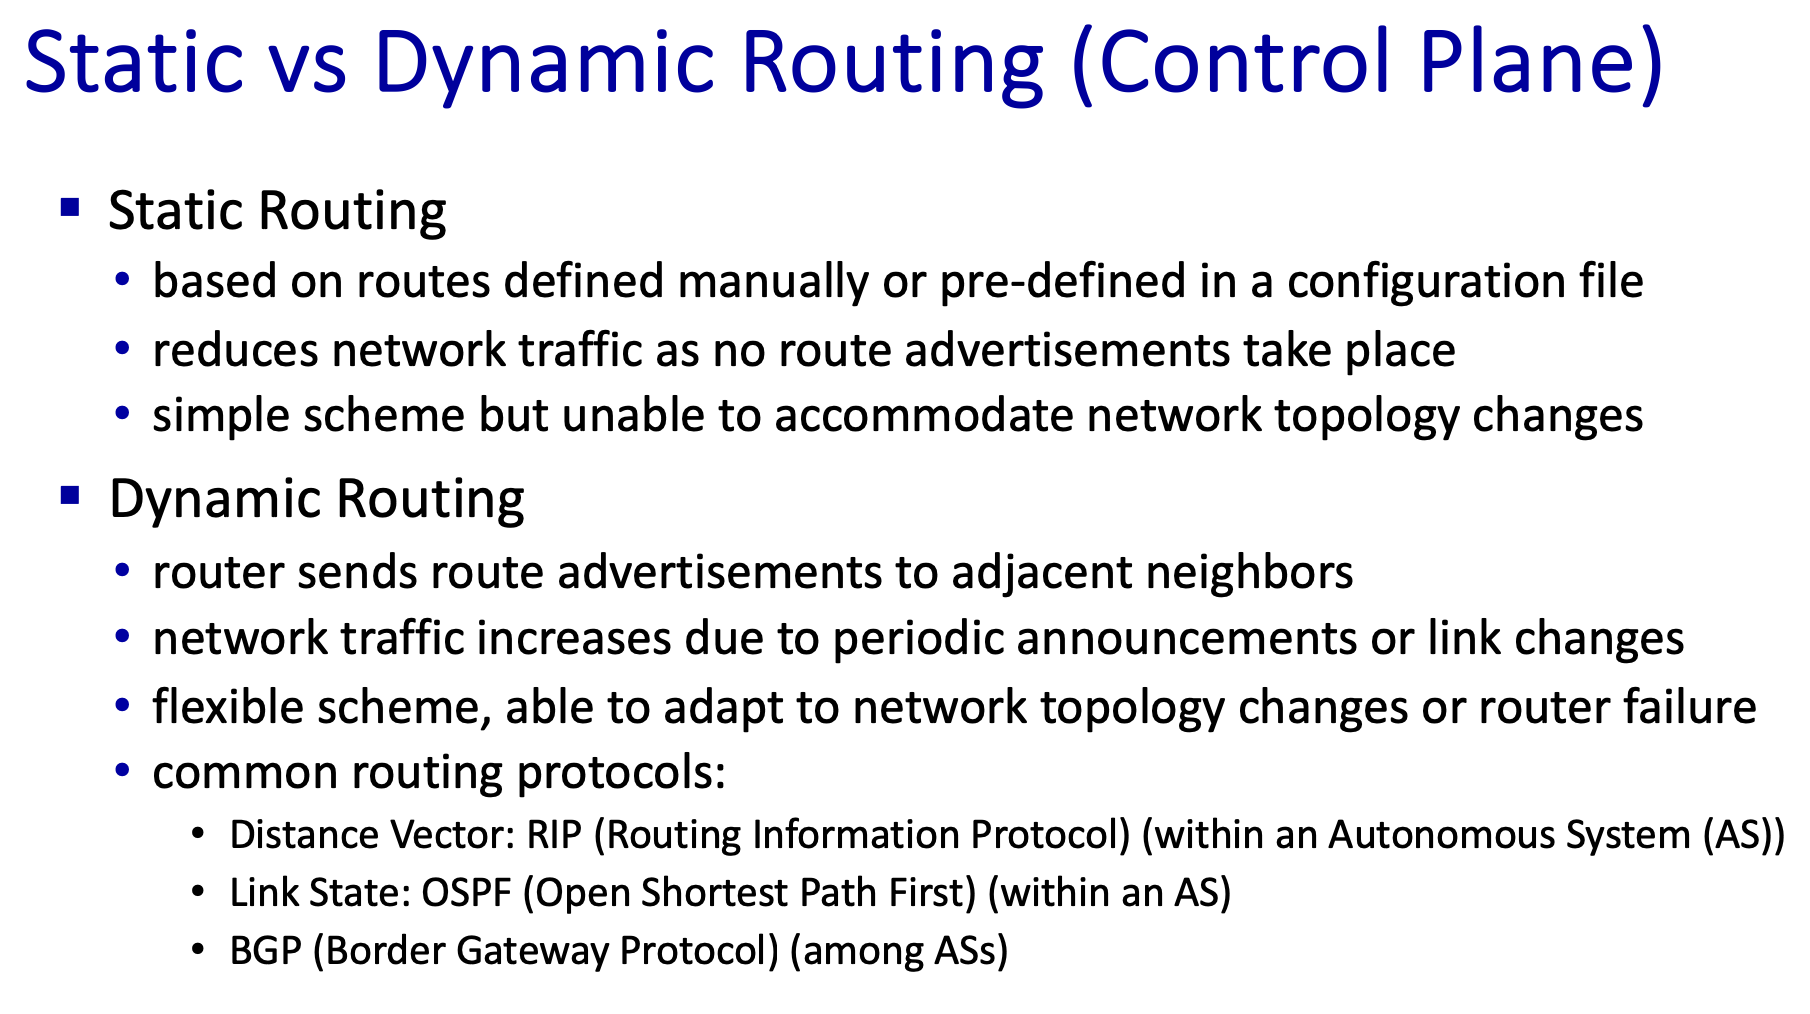 Static vs Dynamic Routing (Control Plane)
▪ Static Routing
• based on routes defined manually or pre-defined in a configuration file
• reduces network traffic as no route advertisements take place
• simple scheme but unable to accommodate network topology changes
▪ Dynamic Routing
• router sends route advertisements to adjacent neighbors
• network traffic increases due to periodic announcements or link changes
• flexible scheme, able to adapt to network topology changes or router failure
• common routing protocols:
• Distance Vector: RIP (Routing Information Protocol) (within an Autonomous System (AS))
• Link State: OSPF (Open Shortest Path First) (within an AS)
• BGP (Border Gateway Protocol) (among ASs)